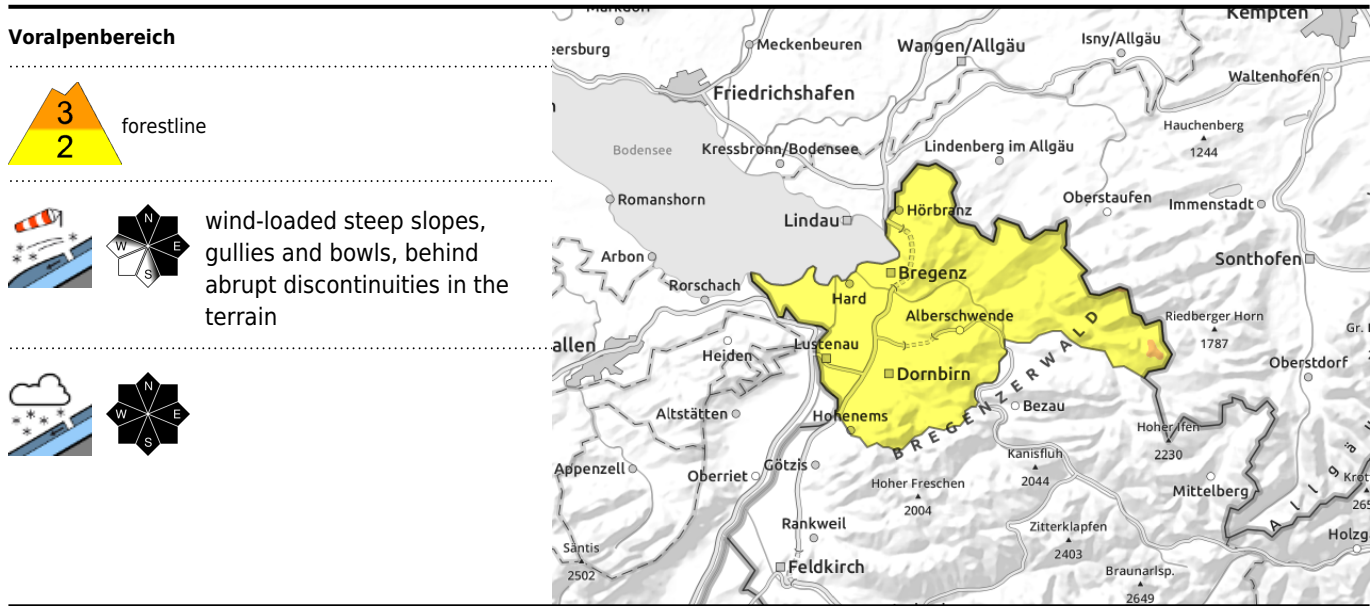 Voralpenbereich
3
2
forestline
N
W
E
S
wind-loaded steep slopes,
gullies and bowls, behind
abrupt discontinuities in the
terrain
N
W
E
S
Kempten
Meckenbeuren
Wangen/Allgäu
Isny/Allgäu
Waltenhofen
Friedrichshafen
Hauchenberg
1244
Bodensee
Kressbronn/Bodensee
Lindenberg im Allgäu
Oberstaufen
Immenstadt
Romanshorn
Lindau
Hörbranz
Sonthofen
Arbon
Bregenz
Rorschach
Hard
Alberschwende
Riedberger Horn
1787
Lustenau
Heiden
Oberstdorf
Dornbirn
Altstätten
Hohenems
Bezau
BREGENZERWALD
Hoher Ifen
2230
Appenzell
Oberriet
Götzis
Kanisfluh
2044
Mittelberg
Hoher Freschen
2004
Rankweil
Zitterklapfen
2403
Säntis
2502
Feldkirch
Braunarlsp.
2649